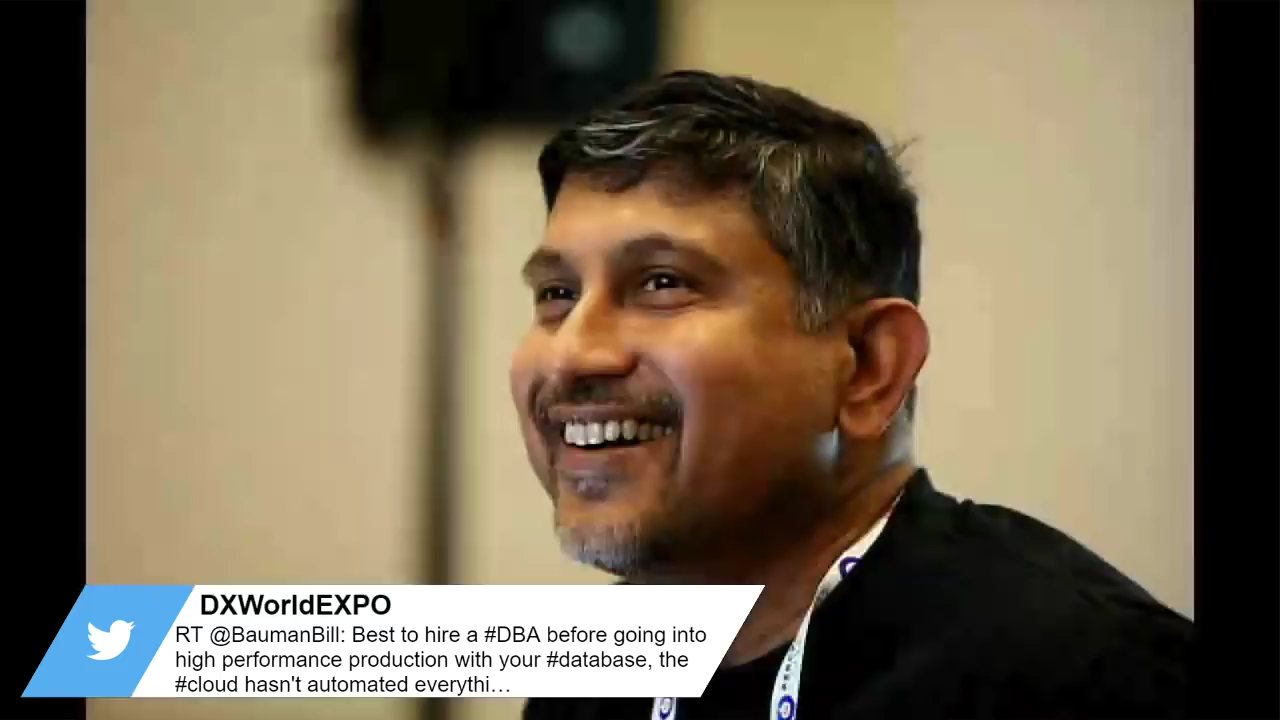 DXWorldEXPO
RT @BaumanBill: Best to hire a #DBA before going into
high performance production with your #database, the
#cloud hasn't automated everythi…